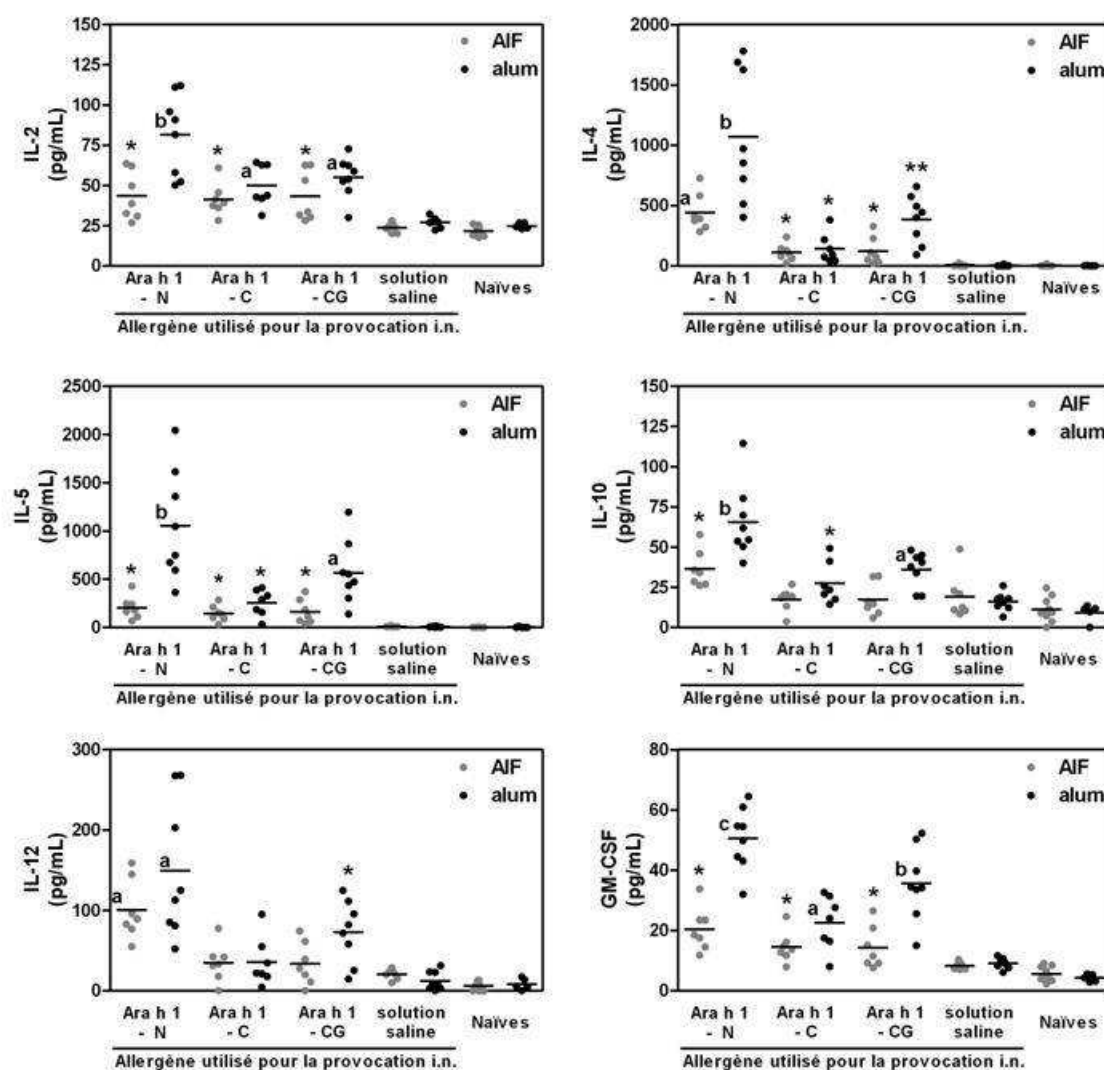 150
125
100
75
50
25
0
IL-2
(pg/mL)
AIF
alum
* b * a * a
Ara h 1 Ara h 1 Ara h 1 solution Naïves
- N - C - CG saline
Allergène utilisé pour la provocation i.n.
2000
1500
1000
500
0
IL-4
(pg/mL)
AIF
alum
a b * * * **
Ara h 1 Ara h 1 Ara h 1 solution Naïves
- N - C - CG saline
Allergène utilisé pour la provocation i.n.
2500
2000
1500
1000
500
0
IL-5
(pg/mL)
AIF
alum
* b * * * a
Ara h 1 Ara h 1 Ara h 1 solution Naïves
- N - C - CG saline
Allergène utilisé pour la provocation i.n.
150
100
75
50
25
0
IL-10
(pg/mL)
AIF
alum
* b * a
Ara h 1 Ara h 1 Ara h 1 solution Naïves
- N - C - CG saline
Allergène utilisé pour la provocation i.n.
300
200
100
0
IL-12
(pg/mL)
AIF
alum
a a *
Ara h 1 Ara h 1 Ara h 1 solution Naïves
- N - C - CG saline
Allergène utilisé pour la provocation i.n.
80
60
40
20
0
GM-CSF
(pg/mL)
AIF
alum
* c * a * b
Ara h 1 Ara h 1 Ara h 1 solution Naïves
- N - C - CG saline
Allergène utilisé pour la provocation i.n.